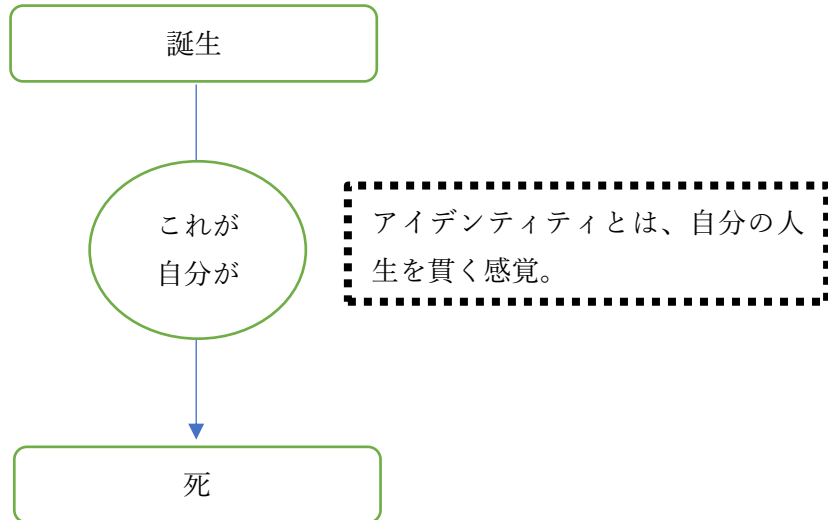 誕生
これが
自分が
アイデンティティとは、自分の人
生を貫く感覚。
死